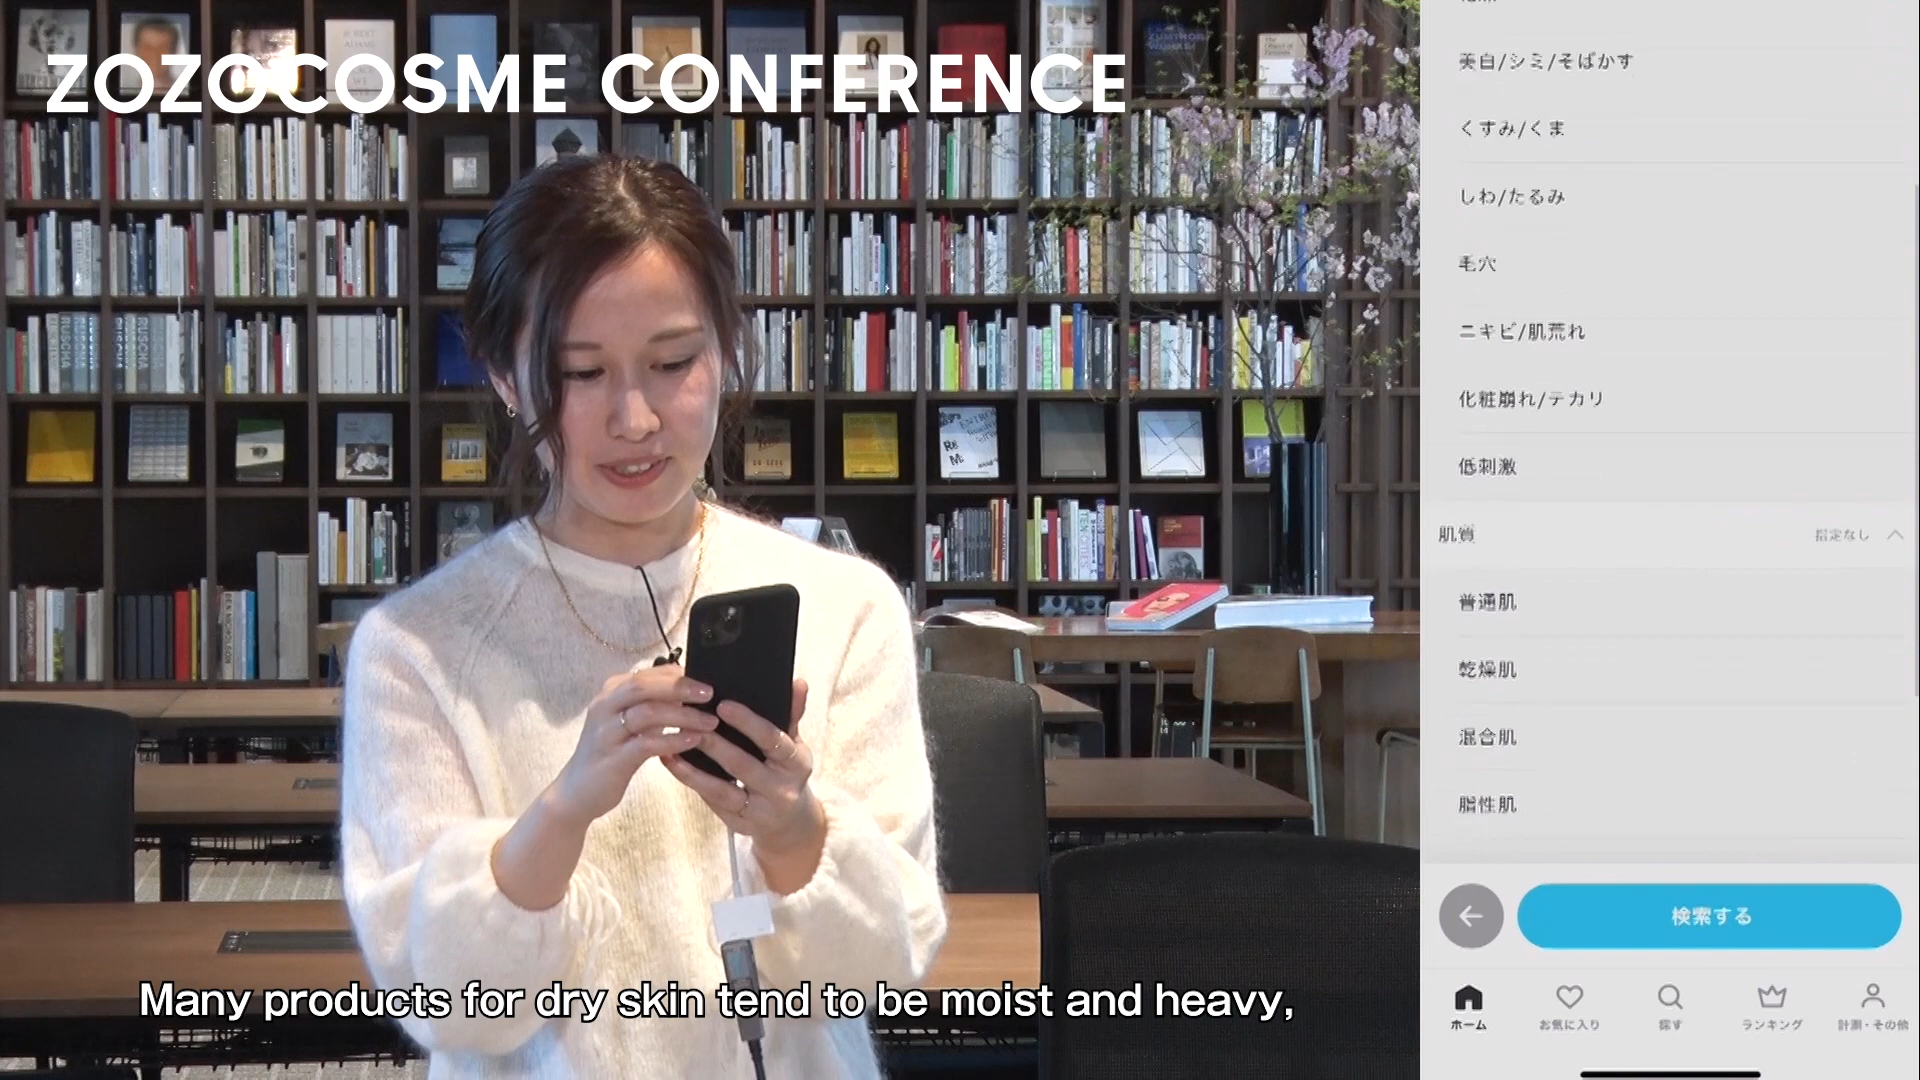 ZOZOCOSME CONFERENCE
美白/シミ/そばかす
くすみ/くま
しわ/たるみ
毛穴
ニキビ/肌荒れ
化粧崩れ/テカリ
低刺激
肌質
指定なし
普通肌
乾燥肌
混合肌
脂性肌
検索する
ホーム
お気に入り
探す
ランキング
計測・その他
Many products for dry skin tend to be moist and heavy,